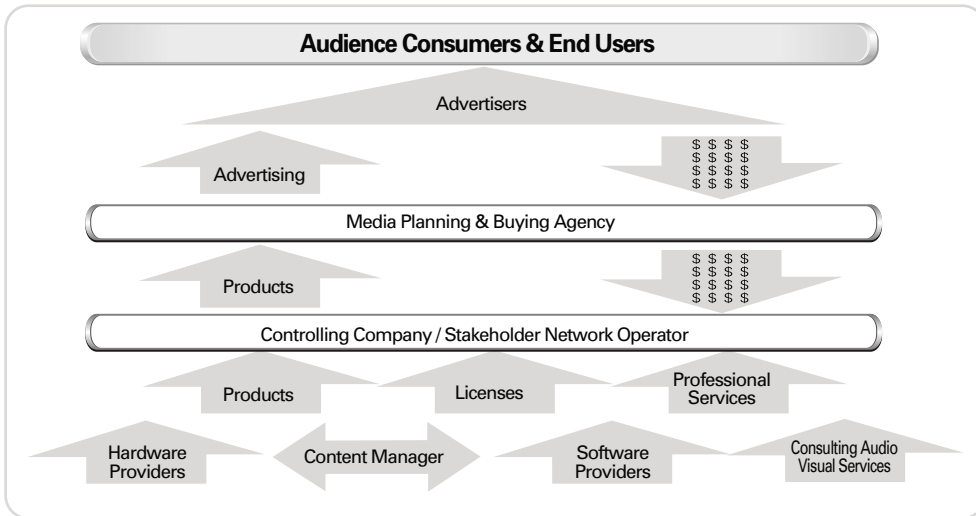 Audience Consumers & End Users
Advertisers
Advertising
$ $ $ $
$ $ $ $
$ $ $ $
$ $ $ $
Media Planning & Buying Agency
Products
$ $ $ $
$ $ $ $
$ $ $ $
$ $ $ $
Controlling Company / Stakeholder Network Operator
Products
Licenses
Professional
Services
Hardware
Providers
Content Manager
Software
Providers
Consulting Audio
Visual Services